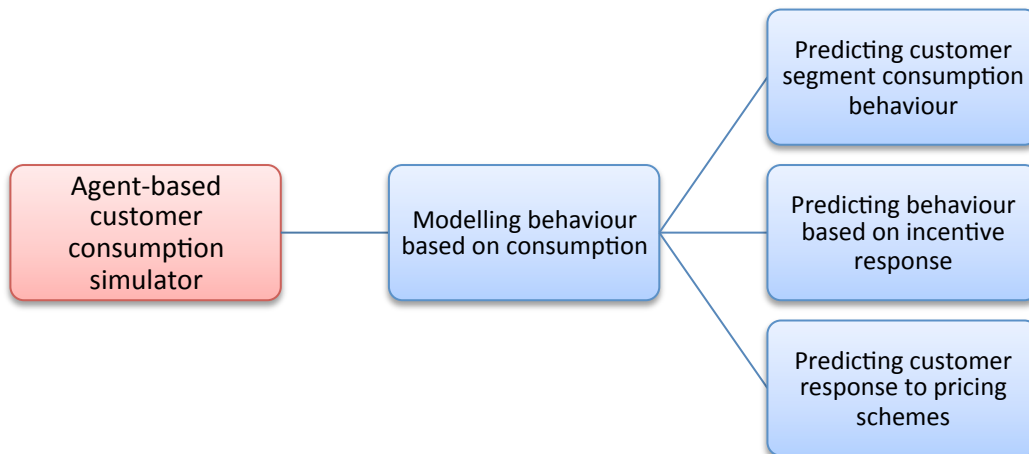 Agent-based
customer
consumption
simulator
Modelling behaviour
based on consumption
Predicting customer
segment consumption
behaviour
Predicting behaviour
based on incentive
response
Predicting customer
response to pricing
schemes